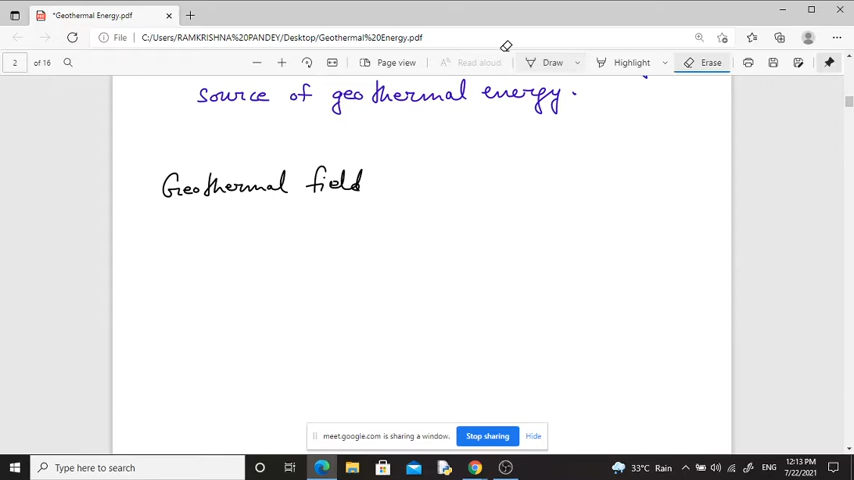 *Geothermal Energy.pdf
File C:/Users/RAMKRISHNA%20PANDEY/Desktop/Geothermal%20Energy.pdf
2 of 16 Page view Read aloud Draw Highlight Erase
source of geothermal energy.
Geothermal field
meet.google.com is sharing a window. Stop sharing Hide
Type here to search 33°C Rain ENG 12:13 PM
7/22/2021